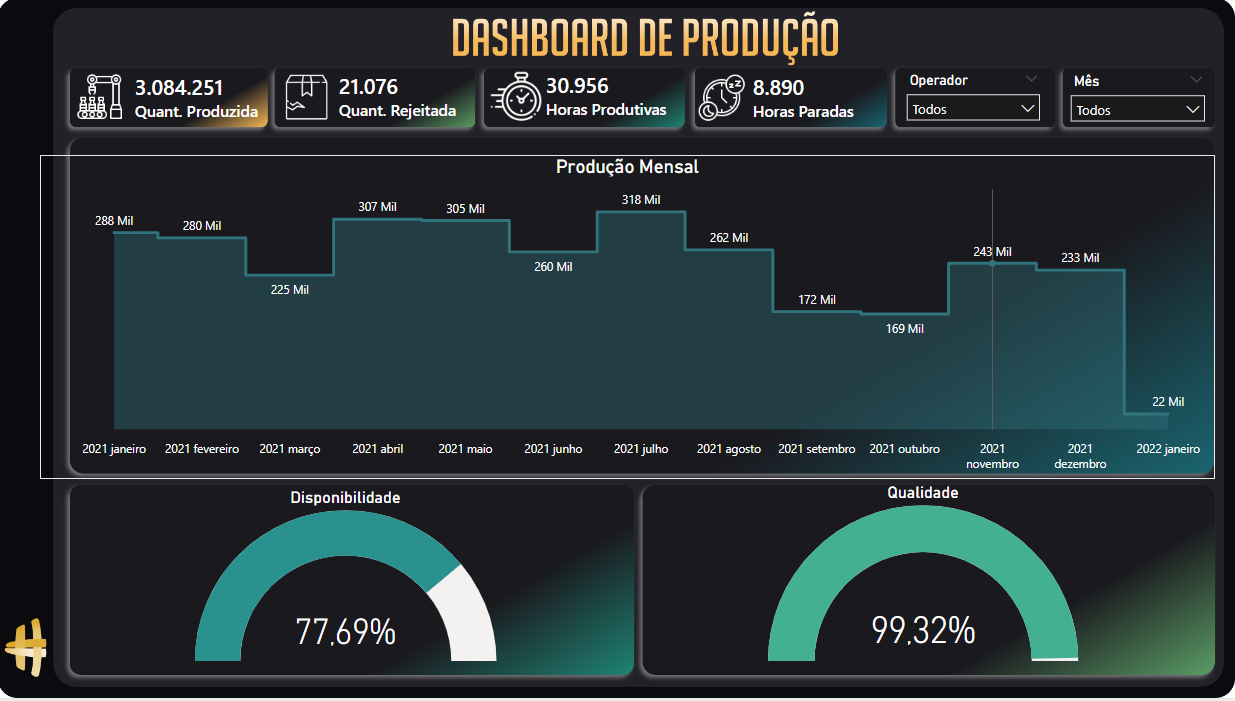 DASHBOARD DE PRODUÇÃO
3.084.251
Quant. Produzida
21.076
Quant. Rejeitada
30.956
Horas Produtivas
8.890
Horas Paradas
Operador
Todos
Mês
Todos
Produção Mensal
288 Mil
280 Mil
225 Mil
307 Mil
305 Mil
260 Mil
318 Mil
262 Mil
172 Mil
169 Mil
243 Mil
233 Mil
22 Mil
2021 janeiro
2021 fevereiro
2021 março
2021 abril
2021 maio
2021 junho
2021 julho
2021 agosto
2021 setembro
2021 outubro
2021
novembro
2021
dezembro
2022 janeiro
Disponibilidade
77,69%
Qualidade
99,32%